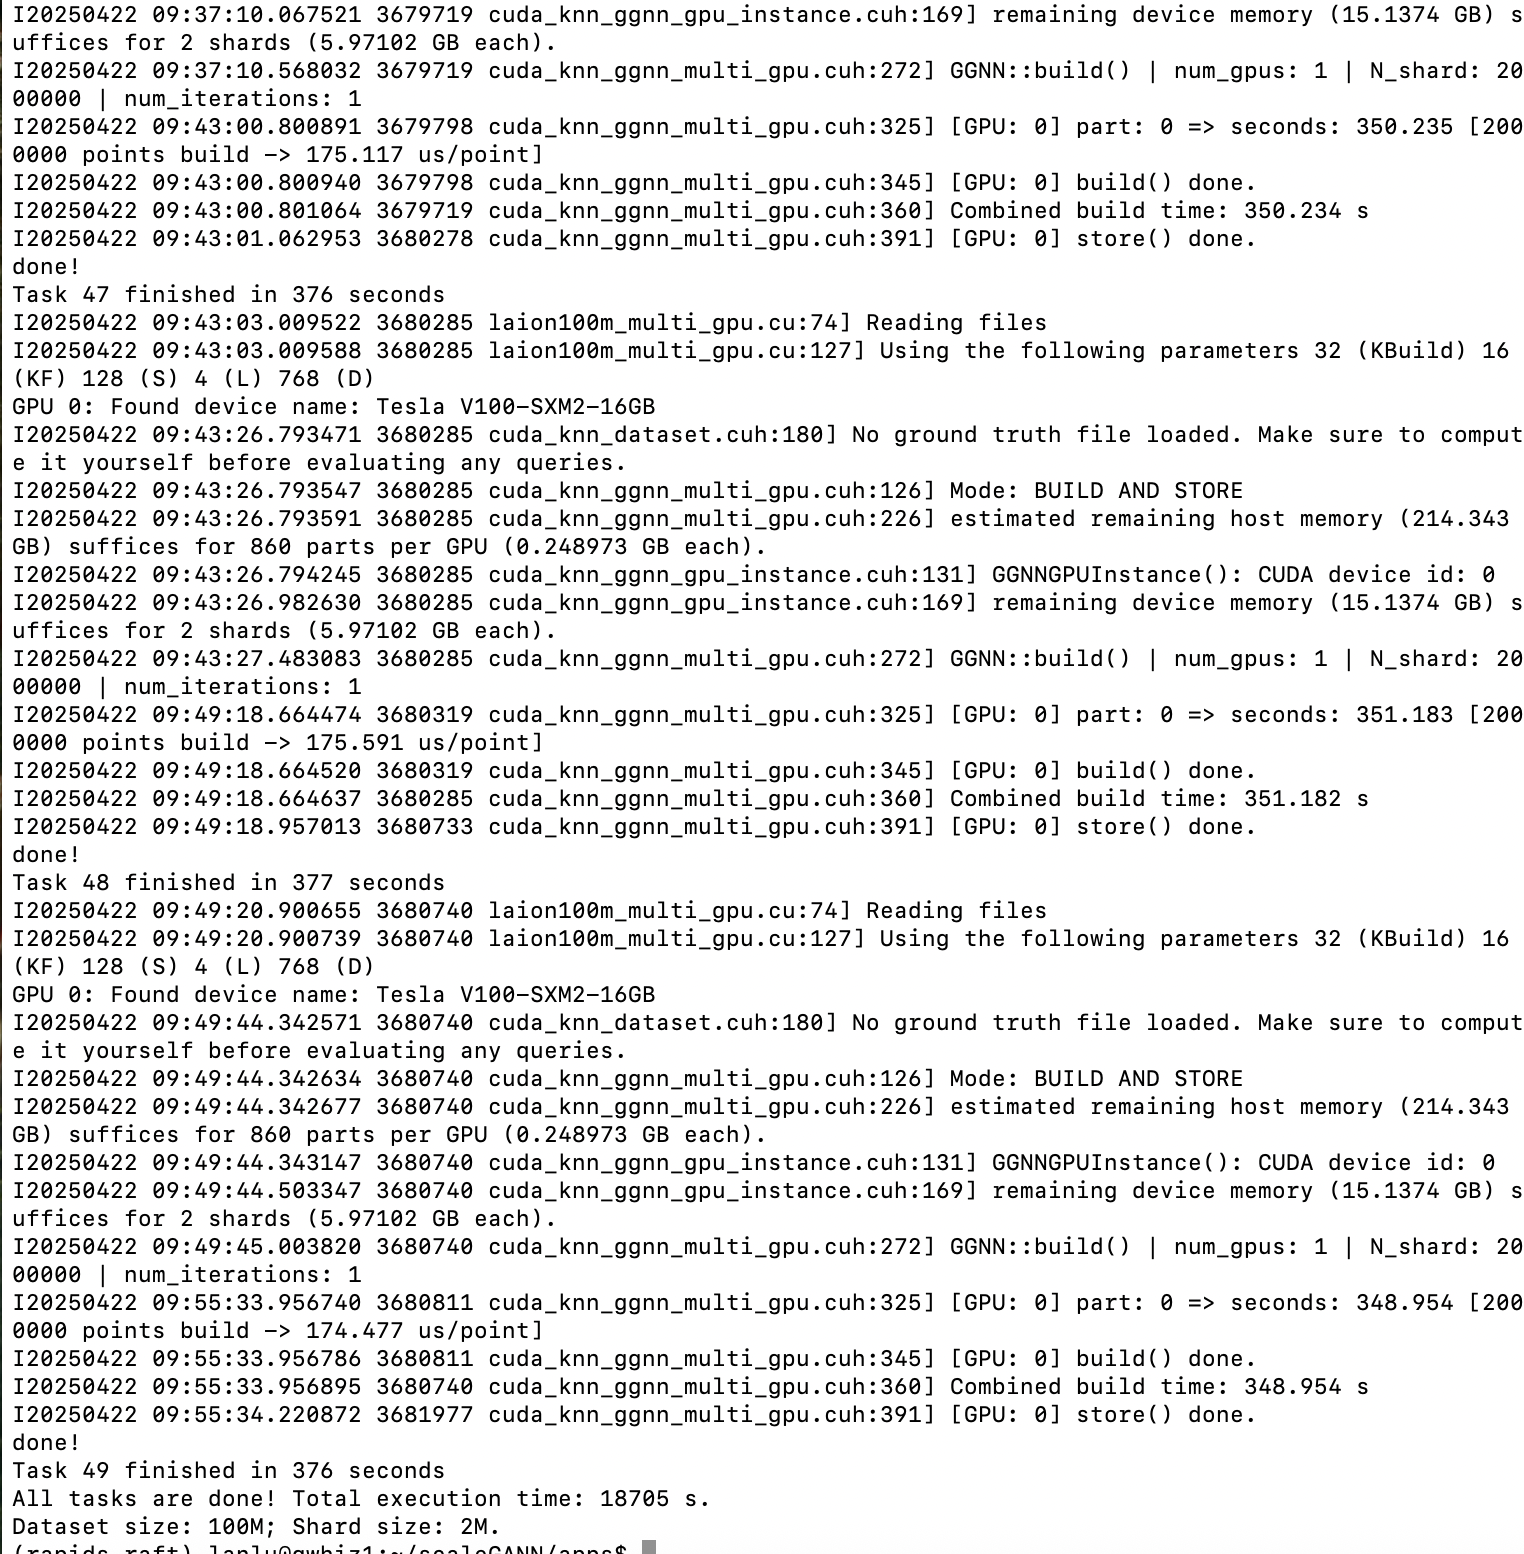 I20250422 09:37:10.067521 3679719 cuda_knn_ggnn_gpu_instance.cuh:169] remaining device memory (15.1374 GB) s
uffices for 2 shards (5.97102 GB each).
I20250422 09:37:10.568032 3679719 cuda_knn_ggnn_multi_gpu.cuh:272] GGNN::build() | num_gpus: 1 | N_shard: 20
00000 | num_iterations: 1
I20250422 09:43:00.800891 3679798 cuda_knn_ggnn_multi_gpu.cuh:325] [GPU: 0] part: 0 => seconds: 350.235 [200
0000 points build -> 175.117 us/point]
I20250422 09:43:00.800940 3679798 cuda_knn_ggnn_multi_gpu.cuh:345] [GPU: 0] build() done.
I20250422 09:43:00.801064 3679719 cuda_knn_ggnn_multi_gpu.cuh:360] Combined build time: 350.234 s
I20250422 09:43:01.062953 3680278 cuda_knn_ggnn_multi_gpu.cuh:391] [GPU: 0] store() done.
done!
Task 47 finished in 376 seconds
I20250422 09:43:03.009522 3680285 laion100m_multi_gpu.cu:74] Reading files
I20250422 09:43:03.009588 3680285 laion100m_multi_gpu.cu:127] Using the following parameters 32 (KBuild) 16
(KF) 128 (S) 4 (L) 768 (D)
GPU 0: Found device name: Tesla V100-SXM2-16GB
I20250422 09:43:26.793471 3680285 cuda_knn_dataset.cuh:180] No ground truth file loaded. Make sure to comput
e it yourself before evaluating any queries.
I20250422 09:43:26.793547 3680285 cuda_knn_ggnn_multi_gpu.cuh:126] Mode: BUILD AND STORE
I20250422 09:43:26.793591 3680285 cuda_knn_ggnn_multi_gpu.cuh:226] estimated remaining host memory (214.343
GB) suffices for 860 parts per GPU (0.248973 GB each).
I20250422 09:43:26.794245 3680285 cuda_knn_ggnn_gpu_instance.cuh:131] GGNNGPUInstance(): CUDA device id: 0
I20250422 09:43:26.982630 3680285 cuda_knn_ggnn_gpu_instance.cuh:169] remaining device memory (15.1374 GB) s
uffices for 2 shards (5.97102 GB each).
I20250422 09:43:27.483083 3680285 cuda_knn_ggnn_multi_gpu.cuh:272] GGNN::build() | num_gpus: 1 | N_shard: 20
00000 | num_iterations: 1
I20250422 09:49:18.664474 3680319 cuda_knn_ggnn_multi_gpu.cuh:325] [GPU: 0] part: 0 => seconds: 351.183 [200
0000 points build -> 175.591 us/point]
I20250422 09:49:18.664520 3680319 cuda_knn_ggnn_multi_gpu.cuh:345] [GPU: 0] build() done.
I20250422 09:49:18.664637 3680285 cuda_knn_ggnn_multi_gpu.cuh:360] Combined build time: 351.182 s
I20250422 09:49:18.957013 3680733 cuda_knn_ggnn_multi_gpu.cuh:391] [GPU: 0] store() done.
done!
Task 48 finished in 377 seconds
I20250422 09:49:20.900655 3680740 laion100m_multi_gpu.cu:74] Reading files
I20250422 09:49:20.900739 3680740 laion100m_multi_gpu.cu:127] Using the following parameters 32 (KBuild) 16
(KF) 128 (S) 4 (L) 768 (D)
GPU 0: Found device name: Tesla V100-SXM2-16GB
I20250422 09:49:44.342571 3680740 cuda_knn_dataset.cuh:180] No ground truth file loaded. Make sure to comput
e it yourself before evaluating any queries.
I20250422 09:49:44.342634 3680740 cuda_knn_ggnn_multi_gpu.cuh:126] Mode: BUILD AND STORE
I20250422 09:49:44.342677 3680740 cuda_knn_ggnn_multi_gpu.cuh:226] estimated remaining host memory (214.343
GB) suffices for 860 parts per GPU (0.248973 GB each).
I20250422 09:49:44.343147 3680740 cuda_knn_ggnn_gpu_instance.cuh:131] GGNNGPUInstance(): CUDA device id: 0
I20250422 09:49:44.503347 3680740 cuda_knn_ggnn_gpu_instance.cuh:169] remaining device memory (15.1374 GB) s
uffices for 2 shards (5.97102 GB each).
I20250422 09:49:45.003820 3680740 cuda_knn_ggnn_multi_gpu.cuh:272] GGNN::build() | num_gpus: 1 | N_shard: 20
00000 | num_iterations: 1
I20250422 09:55:33.956740 3680811 cuda_knn_ggnn_multi_gpu.cuh:325] [GPU: 0] part: 0 => seconds: 348.954 [200
0000 points build -> 174.477 us/point]
I20250422 09:55:33.956786 3680811 cuda_knn_ggnn_multi_gpu.cuh:345] [GPU: 0] build() done.
I20250422 09:55:33.956895 3680740 cuda_knn_ggnn_multi_gpu.cuh:360] Combined build time: 348.954 s
I20250422 09:55:34.220872 3681977 cuda_knn_ggnn_multi_gpu.cuh:391] [GPU: 0] store() done.
done!
Task 49 finished in 376 seconds
All tasks are done! Total execution time: 18705 s.
Dataset size: 100M; Shard size: 2M.